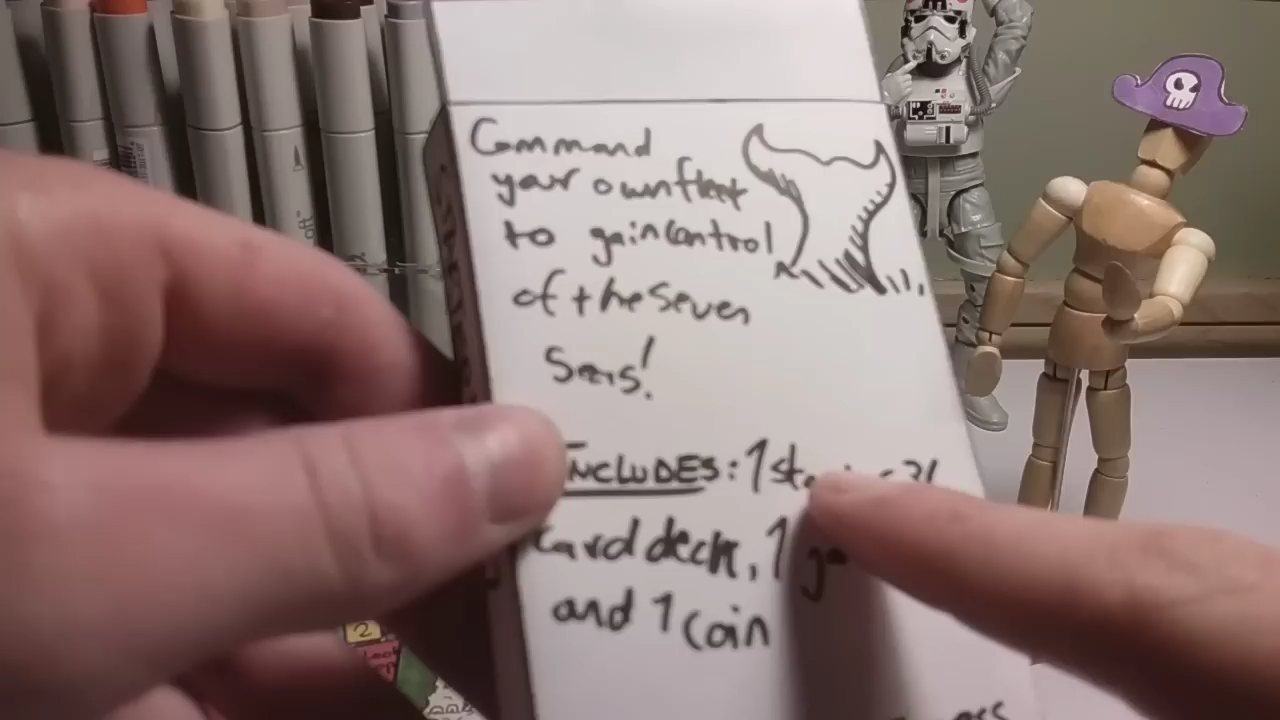 Command
your own fleet
to gain control
of the Seven
Seas!
INCLUDES: 1
card deck, 1
and 1 coin
2